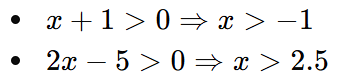 • x + 1 > 0 ⇒ x > −1
• 2x − 5 > 0 ⇒ x > 2.5